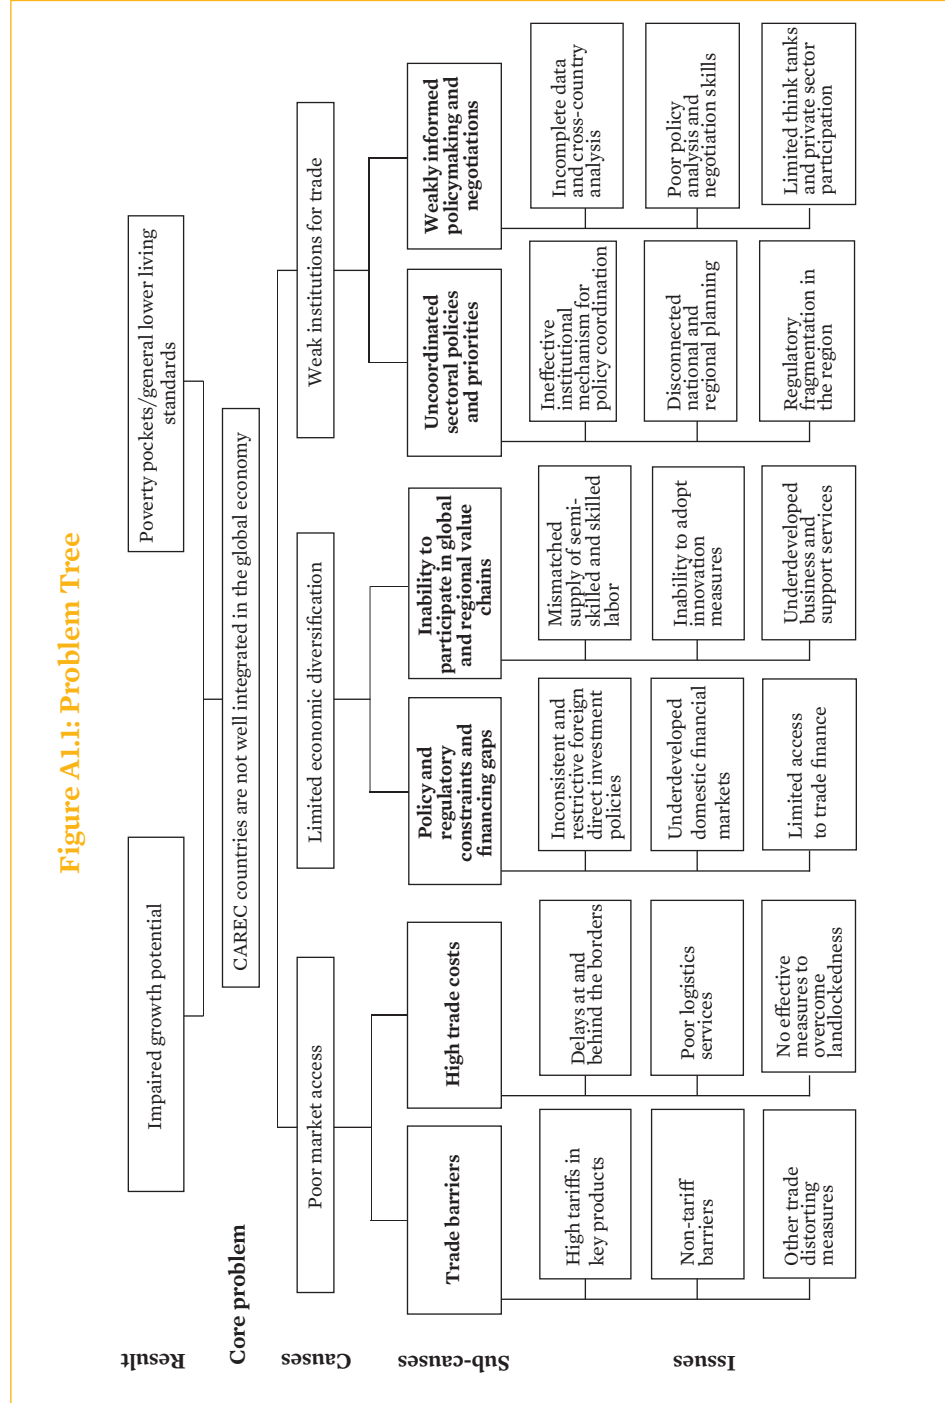 Figure A1.1: Problem Tree
Result
Impaired growth potential
Poverty pockets/general lower living
standards
Core problem
CAREC countries are not well integrated in the global economy
Causes
Poor market access
Limited economic diversification
Weak institutions for trade
Sub-causes
Trade barriers
High trade costs
Policy and
regulatory
constraints and
financing gaps
Inability to
participate in global
and regional value
chains
Uncoordinated
sectoral policies
and priorities
Weakly informed
policymaking and
negotiations
Issues
High tariffs in
key products
Non-tariff
barriers
Other trade
distorting
measures
Delays at and
behind the borders
Poor logistics
services
No effective
measures to
overcome
landlockedness
Inconsistent and
restrictive foreign
direct investment
policies
Underdeveloped
domestic financial
markets
Limited access
to trade finance
Mismatched
supply of semi-
skilled and skilled
labor
Inability to adopt
innovation
measures
Underdeveloped
business and
support services
Ineffective
institutional
mechanism for
policy coordination
Disconnected
national and
regional planning
Regulatory
fragmentation in
the region
Incomplete data
and cross-country
analysis
Poor policy
analysis and
negotiation skills
Limited think tanks
and private sector
participation